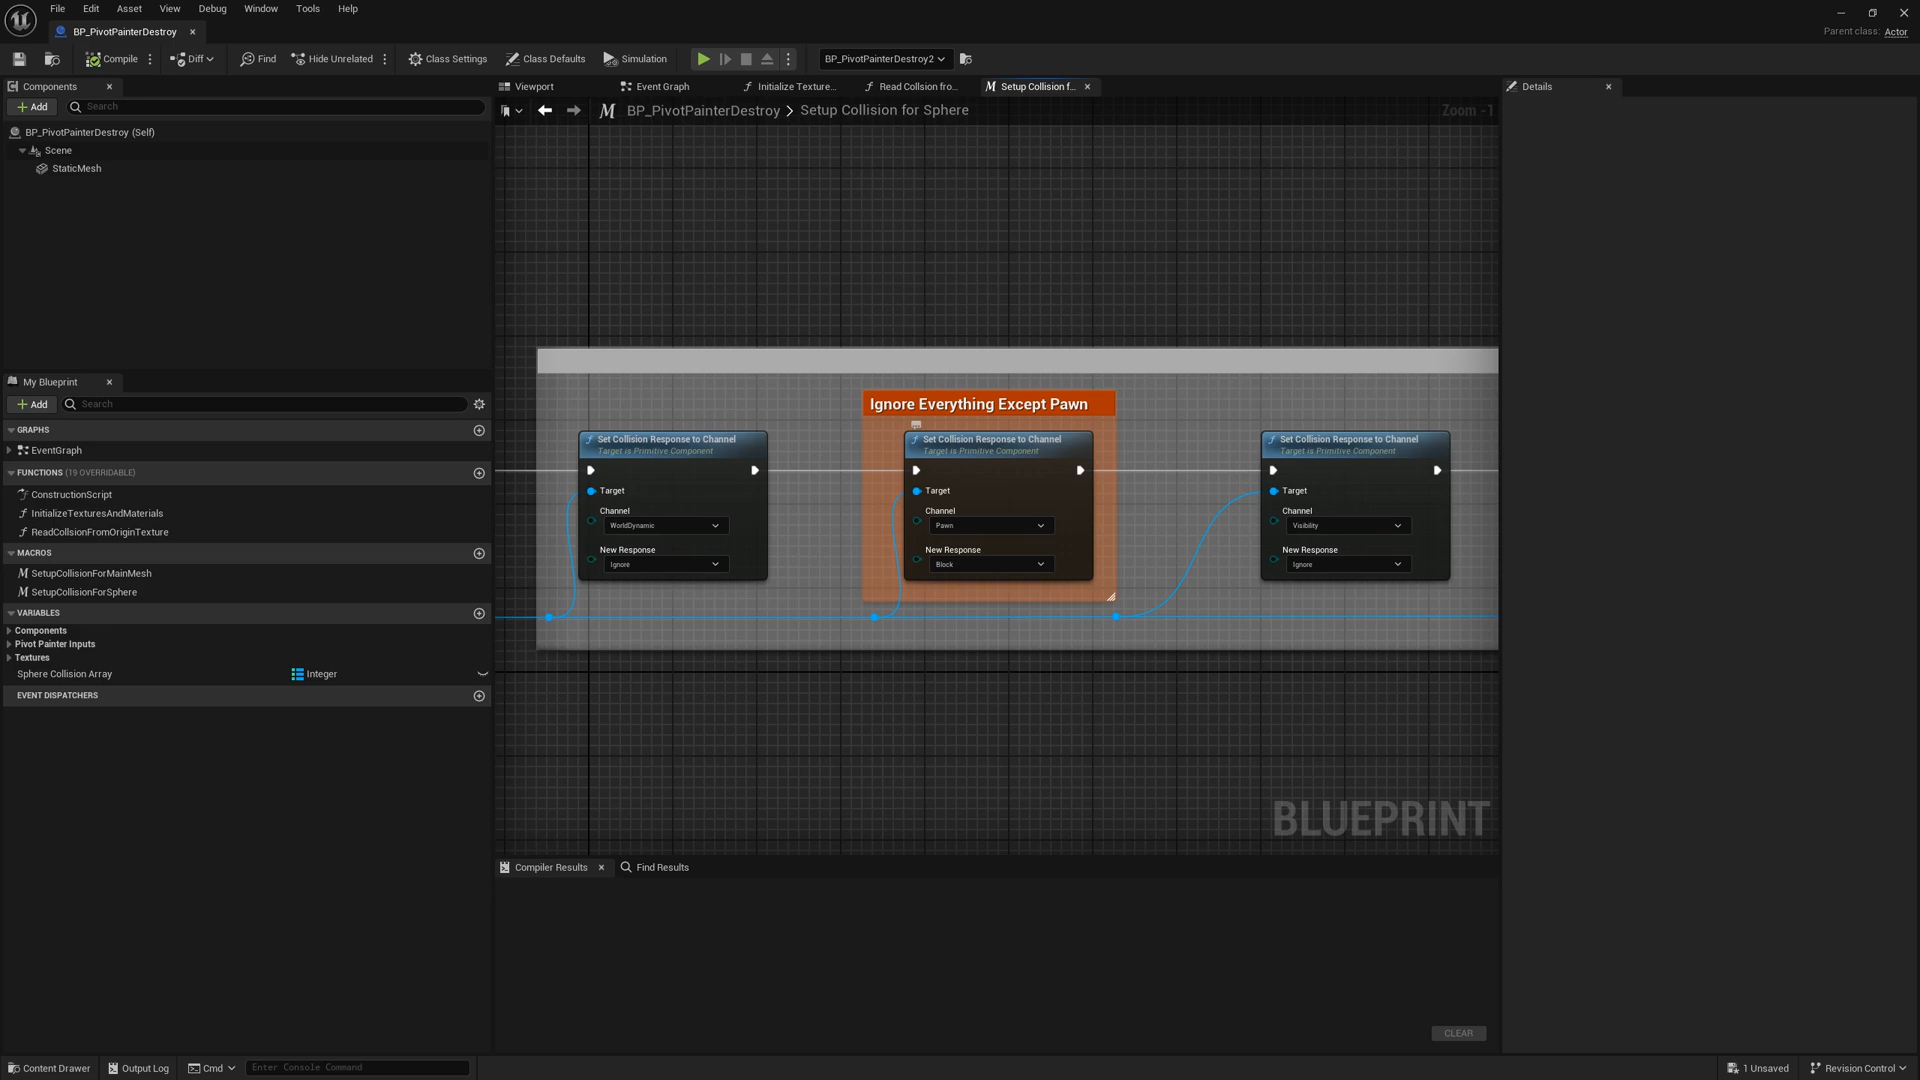 File Edit Asset View Debug Window Tools Help
BP_PivotPainterDestroy
Parent class: Actor
Compile Diff Find Hide Unrelated Class Settings Class Defaults Simulation BP_PivotPainterDestroy2
Components
Add Search
BP_PivotPainterDestroy (Self)
Scene
StaticMesh
My Blueprint
Add Search
GRAPHS
EventGraph
FUNCTIONS (19 OVERRIDABLE)
ConstructionScript
InitializeTexturesAndMaterials
ReadCollsionFromOriginTexture
MACROS
SetupCollisionForMainMesh
SetupCollisionForSphere
VARIABLES
Components
Pivot Painter Inputs
Textures
Sphere Collision Array Integer
EVENT DISPATCHERS
Viewport Event Graph Initialize Texture... Read Collsion fro... Setup Collision f...
BP_PivotPainterDestroy > Setup Collision for Sphere
Zoom -1
Ignore Everything Except Pawn
Set Collision Response to Channel
Target is Primitive Component
Target
Channel
WorldDynamic
New Response
Ignore
Set Collision Response to Channel
Target is Primitive Component
Target
Channel
Pawn
New Response
Block
Set Collision Response to Channel
Target is Primitive Component
Target
Channel
Visibility
New Response
Ignore
BLUEPRINT
Compiler Results Find Results
CLEAR
Details
Content Drawer Output Log Cmd Enter Console Command 1 Unsaved Revision Control